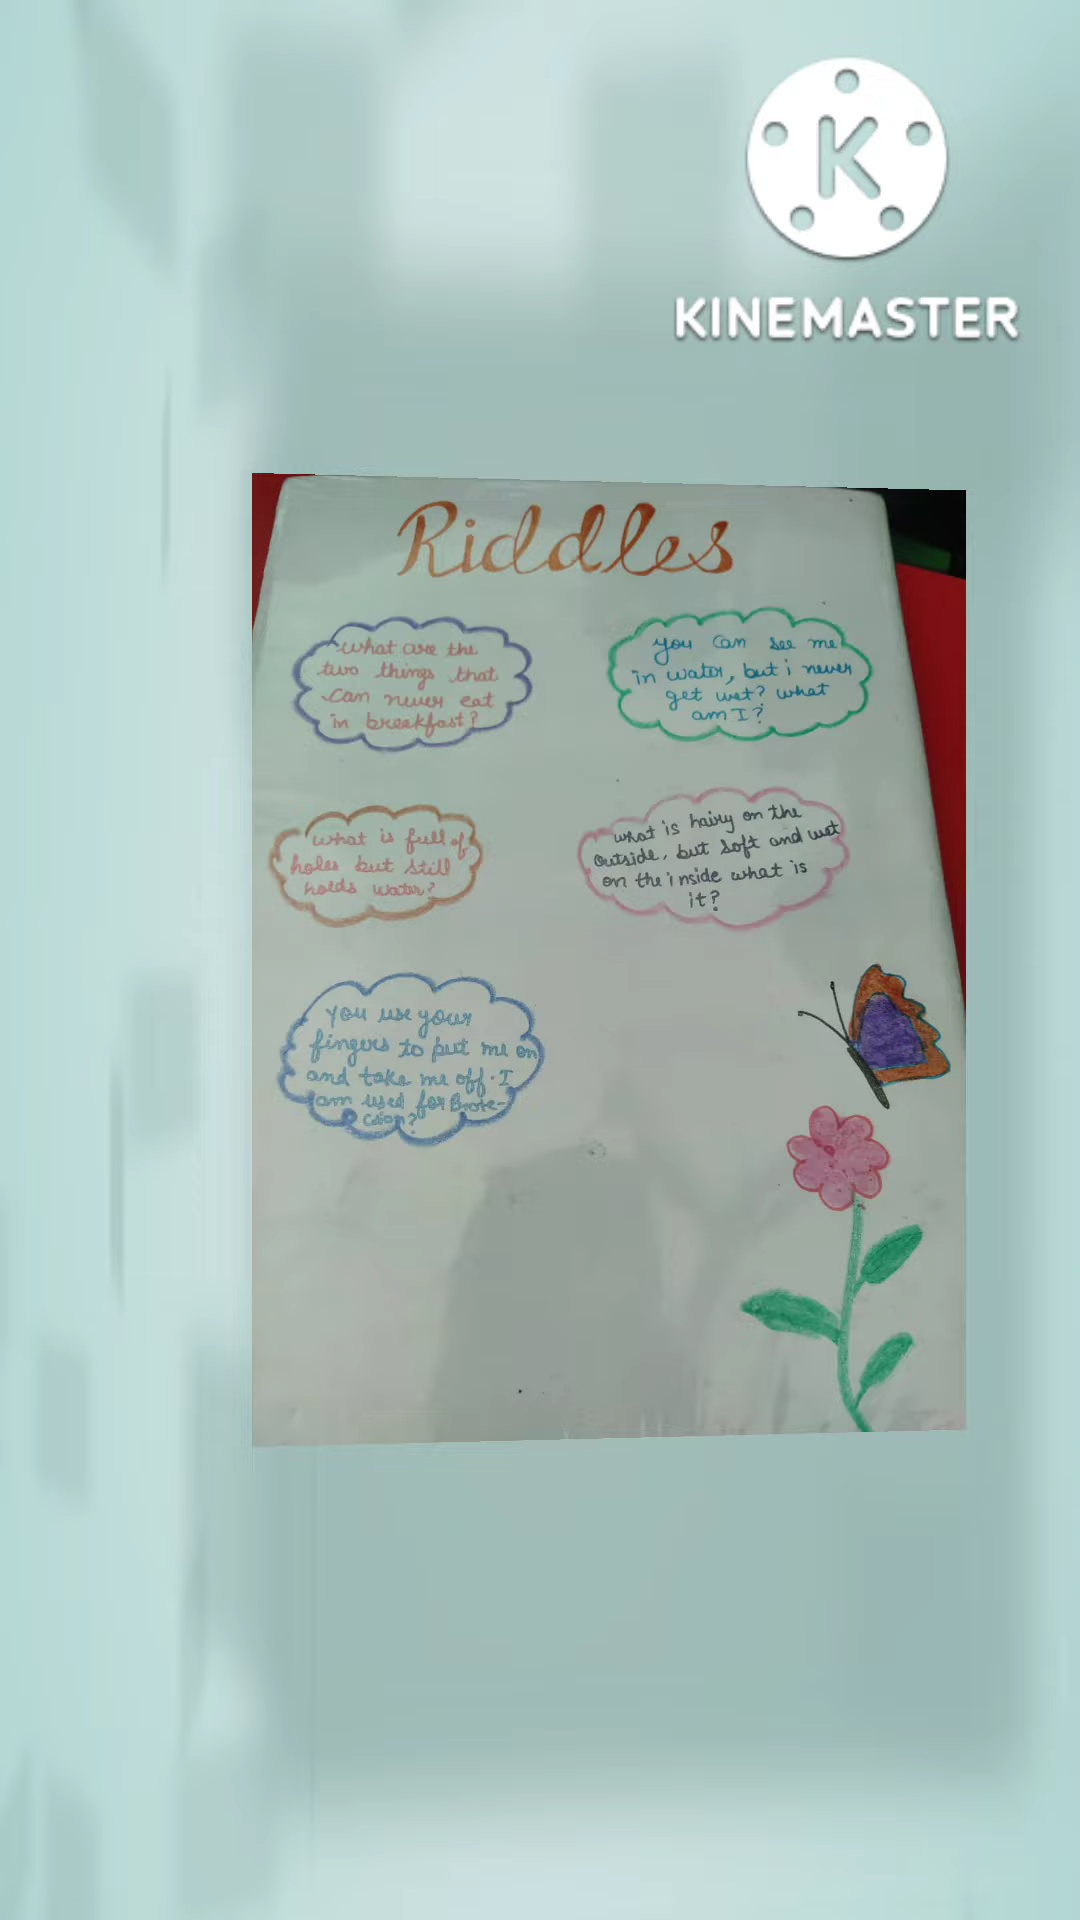 KINEMASTER
Riddles
what are the
two things that
can never eat
in breakfast?
you can see me
in water, but i never
get wet? what
am I?
what is full of
holes but still
holds water?
what is hairy on the
outside, but soft and wet
on the inside what is
it?
You use your
fingers to put me on
and take me off. I
am used for